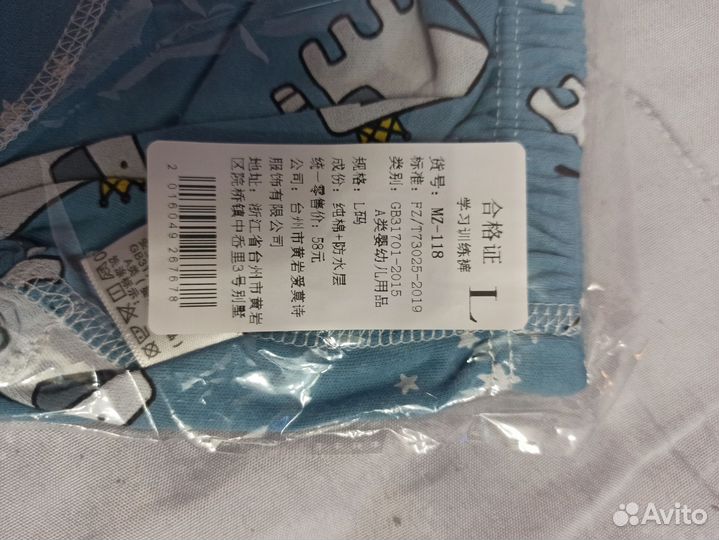 合格证
L
学习训练裤
货号: MZ-118
标准: FZ/T73025-2019
类别: GB31701-2015
A类婴幼儿用品
规格: L码
成份: 纯棉+防水层
统一零售价: 58元
公司: 台州市黄岩爱莫诗
服饰有限公司
地址: 浙江省台州市黄岩
区院桥镇中岙里3号别墅
2016049267678
Avito